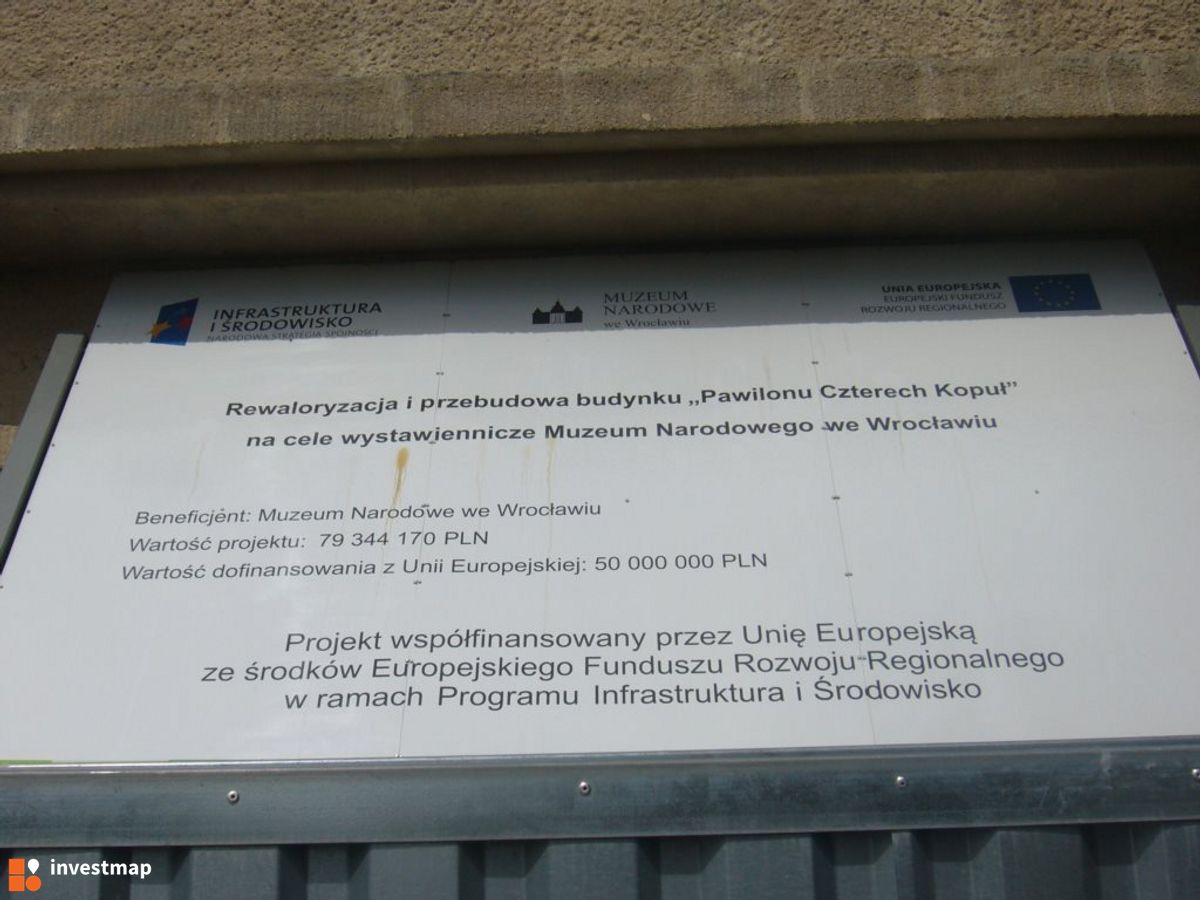 INFRASTRUKTURA
I ŚRODOWISKO
NARODOWA STRATEGIA SPÓJNOŚCI
MUZEUM
NARODOWE
we Wrocławiu
UNIA EUROPEJSKA
EUROPEJSKI FUNDUSZ
ROZWOJU REGIONALNEGO
Rewaloryzacja i przebudowa budynku „Pawilonu Czterech Kopuł”
na cele wystawiennicze Muzeum Narodowego we Wrocławiu
Beneficjent: Muzeum Narodowe we Wrocławiu
Wartość projektu: 79 344 170 PLN
Wartość dofinansowania z Unii Europejskiej: 50 000 000 PLN
Projekt współfinansowany przez Unię Europejską
ze środków Europejskiego Funduszu Rozwoju Regionalnego
w ramach Programu Infrastruktura i Środowisko
investmap